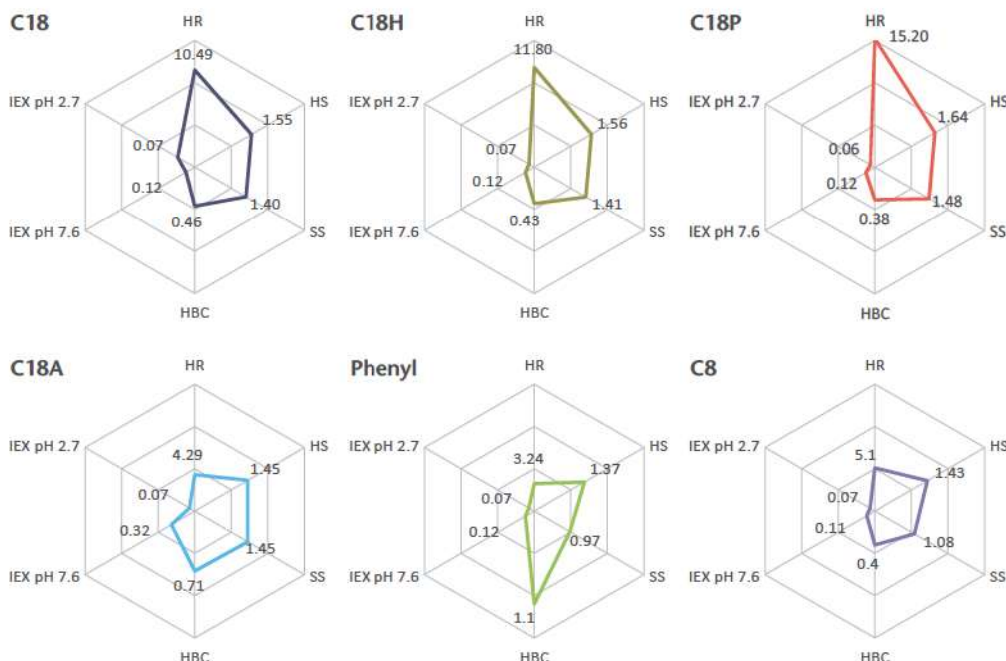 C18
HR
10.49
IEX pH 2.7
HS
1.55
0.07
0.12
1.40
0.46
IEX pH 7.6
SS
HBC
C18H
HR
11.80
IEX pH 2.7
HS
1.56
0.07
0.12
1.41
0.43
IEX pH 7.6
SS
HBC
C18P
HR
15.20
IEX pH 2.7
HS
1.64
0.06
0.12
1.48
0.38
IEX pH 7.6
SS
HBC
C18A
HR
IEX pH 2.7
HS
4.29
1.45
0.07
0.32
1.45
IEX pH 7.6
SS
0.71
HBC
Phenyl
HR
IEX pH 2.7
HS
3.24
1.37
0.07
0.12
0.97
IEX pH 7.6
SS
1.1
HBC
C8
HR
IEX pH 2.7
HS
5.1
1.43
0.07
0.11
1.08
0.4
IEX pH 7.6
SS
HBC